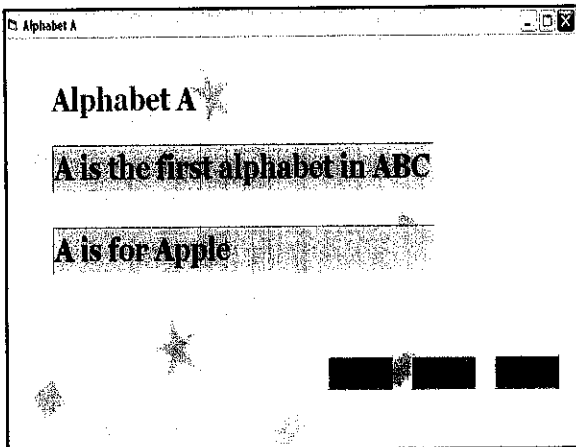 Alphabet A
Alphabet A
A is the first alphabet in ABC
A is for Apple